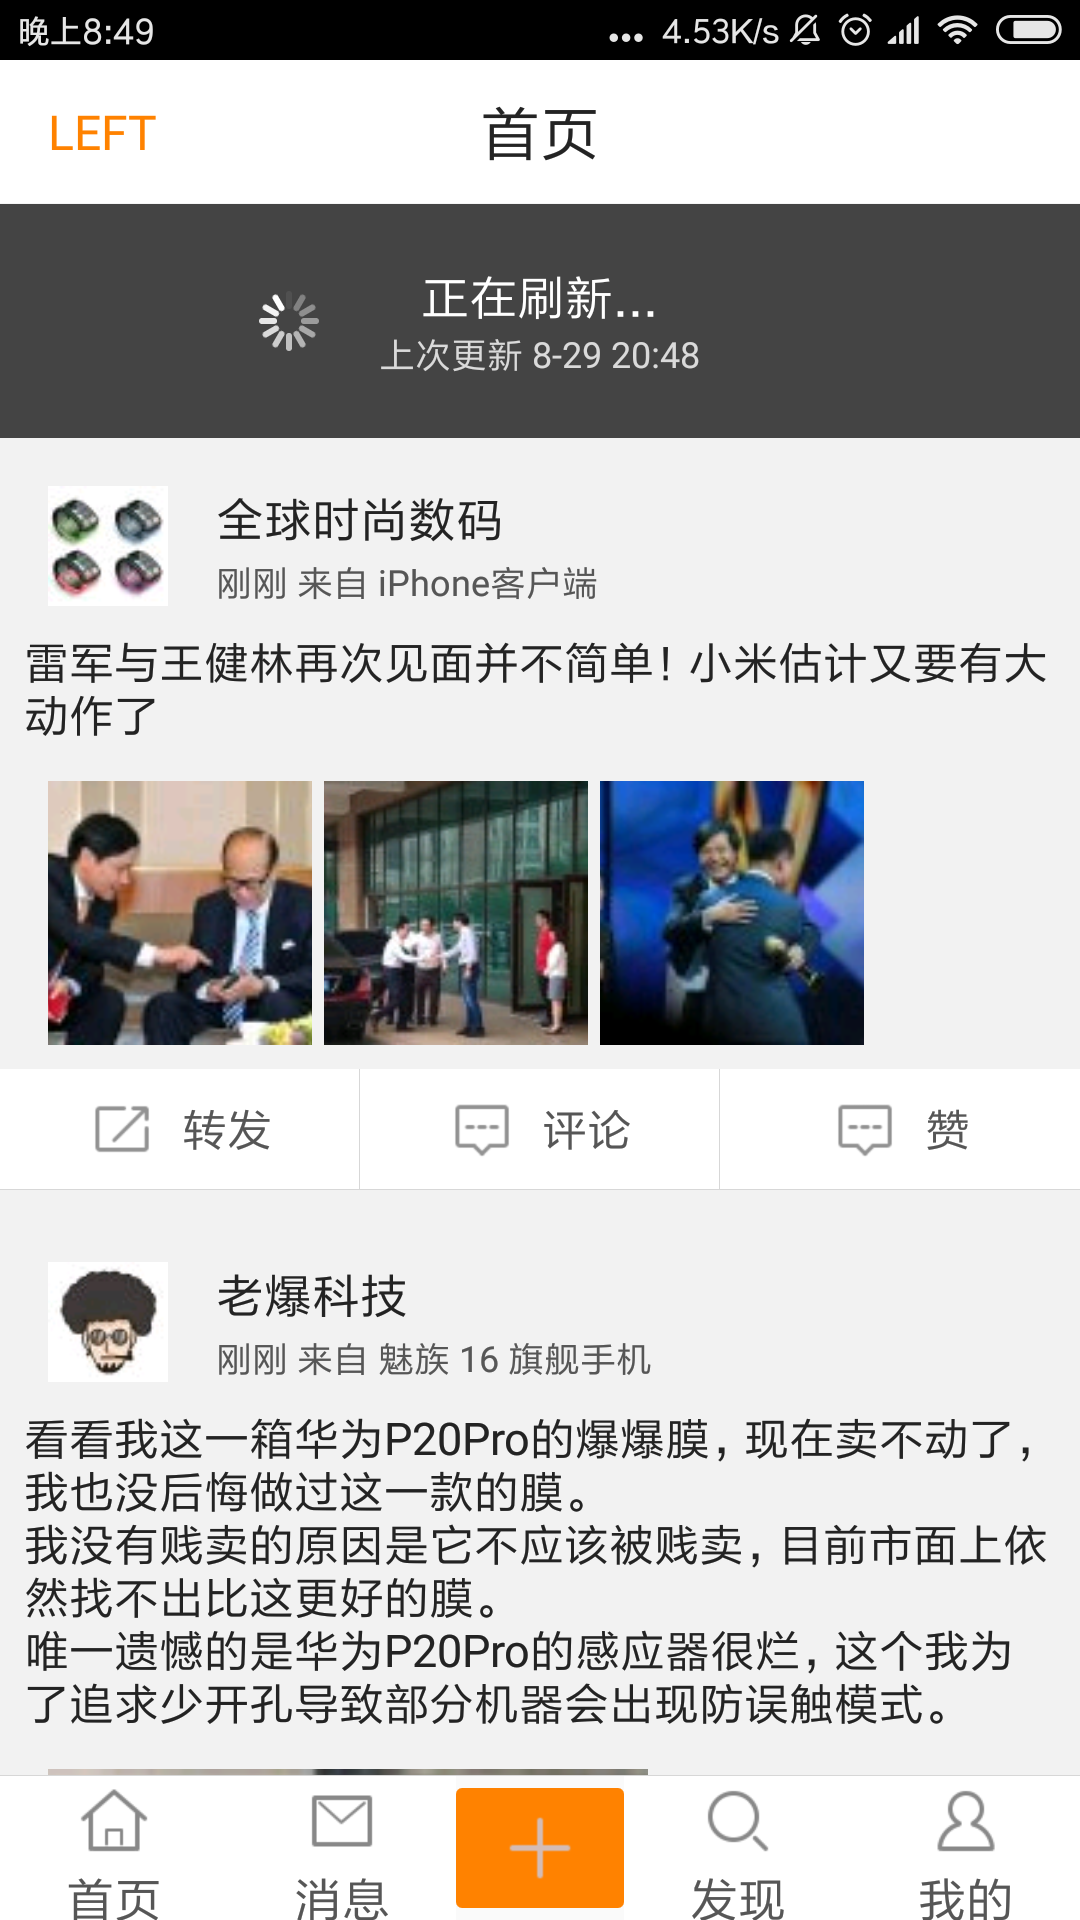 晚上8:49
... 4.53K/s
LEFT
首页
正在刷新...
上次更新 8-29 20:48
全球时尚数码
刚刚 来自 iPhone客户端
雷军与王健林再次见面并不简单！小米估计又要有大
动作了
转发
评论
赞
老爆科技
刚刚 来自 魅族 16 旗舰手机
看看我这一箱华为P20Pro的爆爆膜，现在卖不动了，
我也没后悔做过这一款的膜。
我没有贱卖的原因是它不应该被贱卖，目前市面上依
然找不出比这更好的膜。
唯一遗憾的是华为P20Pro的感应器很烂，这个我为
了追求少开孔导致部分机器会出现防误触模式。
首页
消息
发现
我的